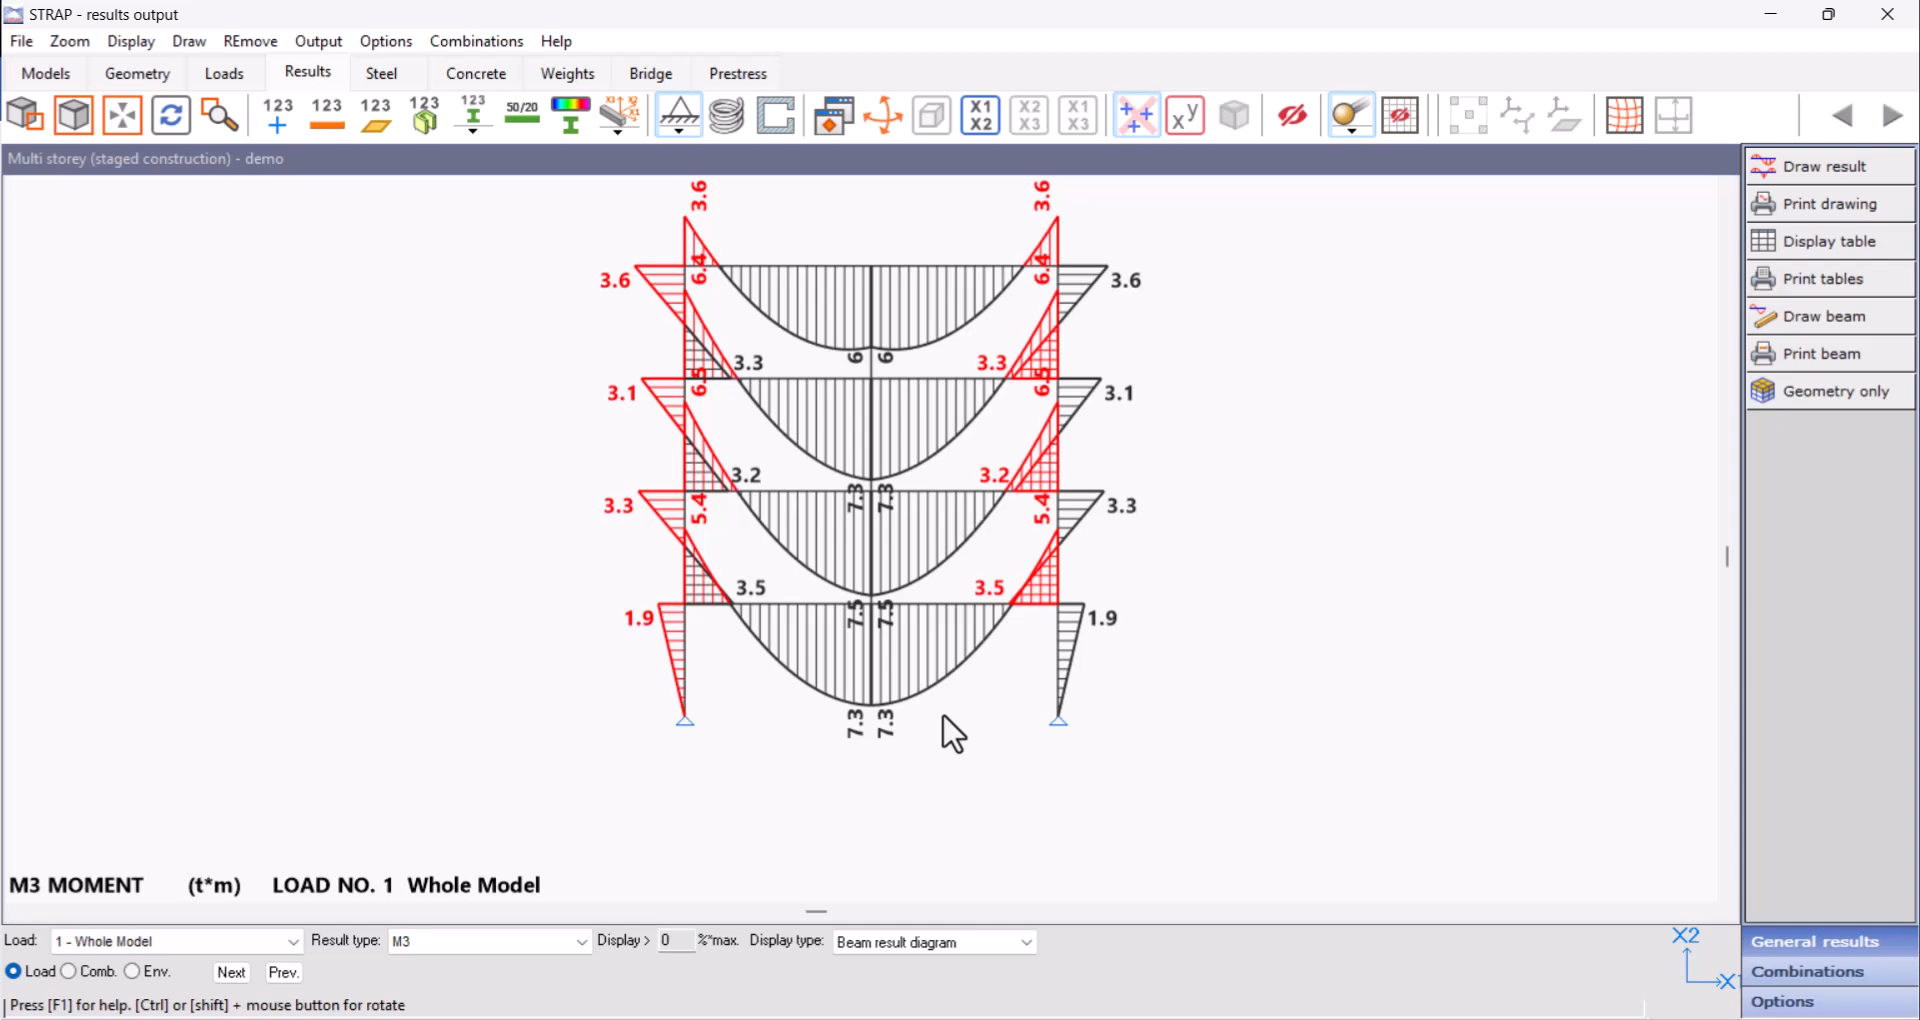 STRAP - results output
File Zoom Display Draw REmove Output Options Combinations Help
Models Geometry Loads Results Steel Concrete Weights Bridge Prestress
123 123 123 123 123 50/20 X3 X2 X1 X1 X2 X2 X3 X1 X3 xy
Multi storey (staged construction) - demo
3.6 3.6
3.6 6.4 6.4 3.6
3.3 6 6 3.3
3.1 6.5 6.5 3.1
3.2 3.2
3.3 5.4 7.3 7.3 5.4 3.3
3.5 3.5
1.9 7.5 7.5 1.9
7.3 7.3
M3 MOMENT (t*m) LOAD NO. 1 Whole Model
Draw result
Print drawing
Display table
Print tables
Draw beam
Print beam
Geometry only
Load: 1 - Whole Model Result type: M3 Display > 0 %*max. Display type: Beam result diagram
Load Comb. Env. Next Prev.
X2
X1
General results
Combinations
Options
Press [F1] for help. [Ctrl] or [shift] + mouse button for rotate